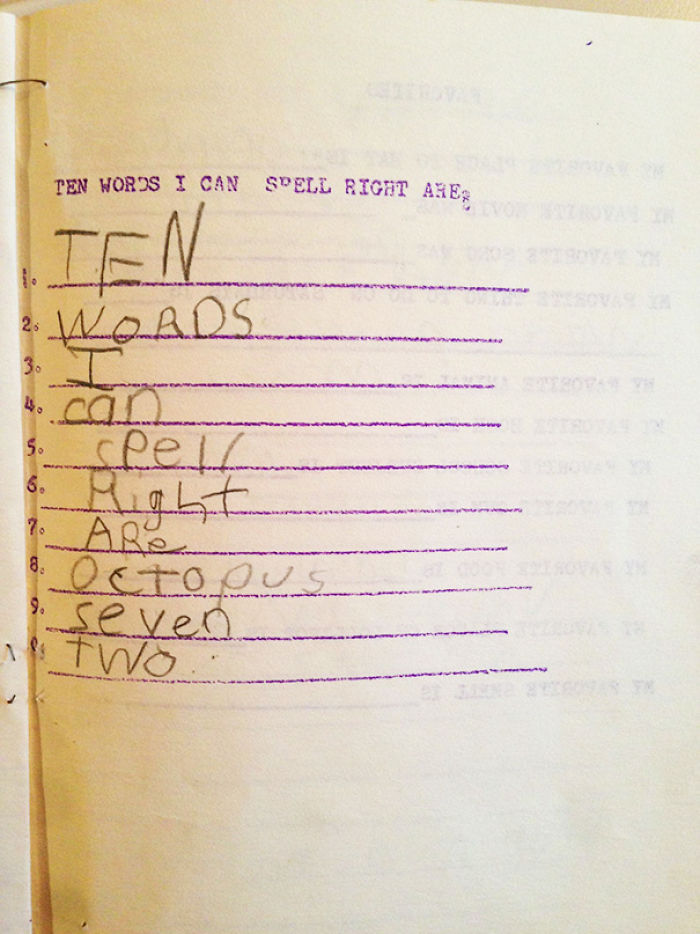 TEN WORDS I CAN SPELL RIGHT ARE:
1. TEN
2. WORDS
3. I
4. can
5. spell
6. Right
7. ARe
8. Octopus
9. seven
two